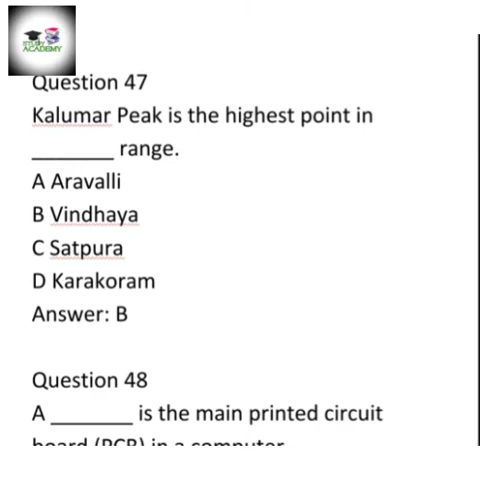 STUDY
ACADEMY
Question 47
Kalumar Peak is the highest point in
________ range.
A Aravalli
B Vindhaya
C Satpura
D Karakoram
Answer: B
Question 48
A ________ is the main printed circuit
board (PCB) in a computer